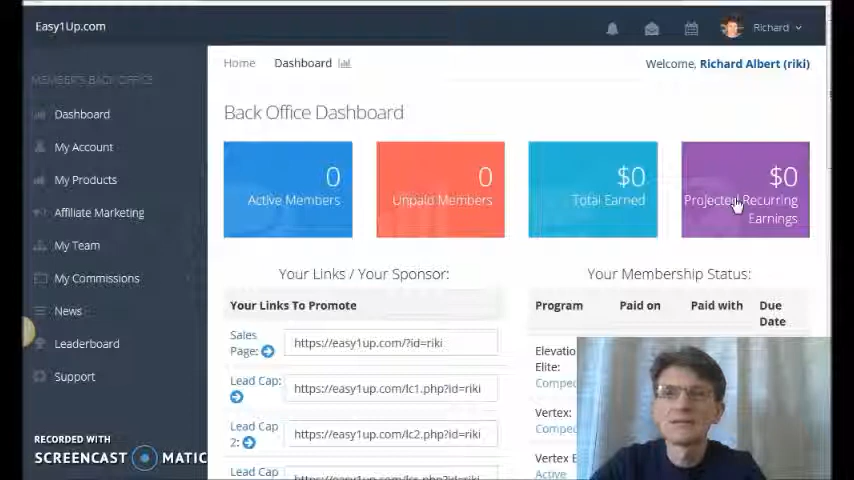 Easy1Up.com
Richard
MEMBER'S BACK OFFICE
Home Dashboard
Welcome, Richard Albert (riki)
Dashboard
My Account
My Products
Affiliate Marketing
My Team
My Commissions
News
Leaderboard
Support
Back Office Dashboard
0
Active Members
0
Unpaid Members
$0
Total Earned
$0
Projected Recurring
Earnings
Your Links / Your Sponsor:
Your Links To Promote
Sales
Page:
https://easy1up.com/?id=riki
Lead Cap:
https://easy1up.com/lc1.php?id=riki
Lead Cap
2:
https://easy1up.com/lc2.php?id=riki
Lead Cap
Your Membership Status:
Program Paid on Paid with Due
Date
Elite:
Vertex:
Active
RECORDED WITH
SCREENCAST MATIC